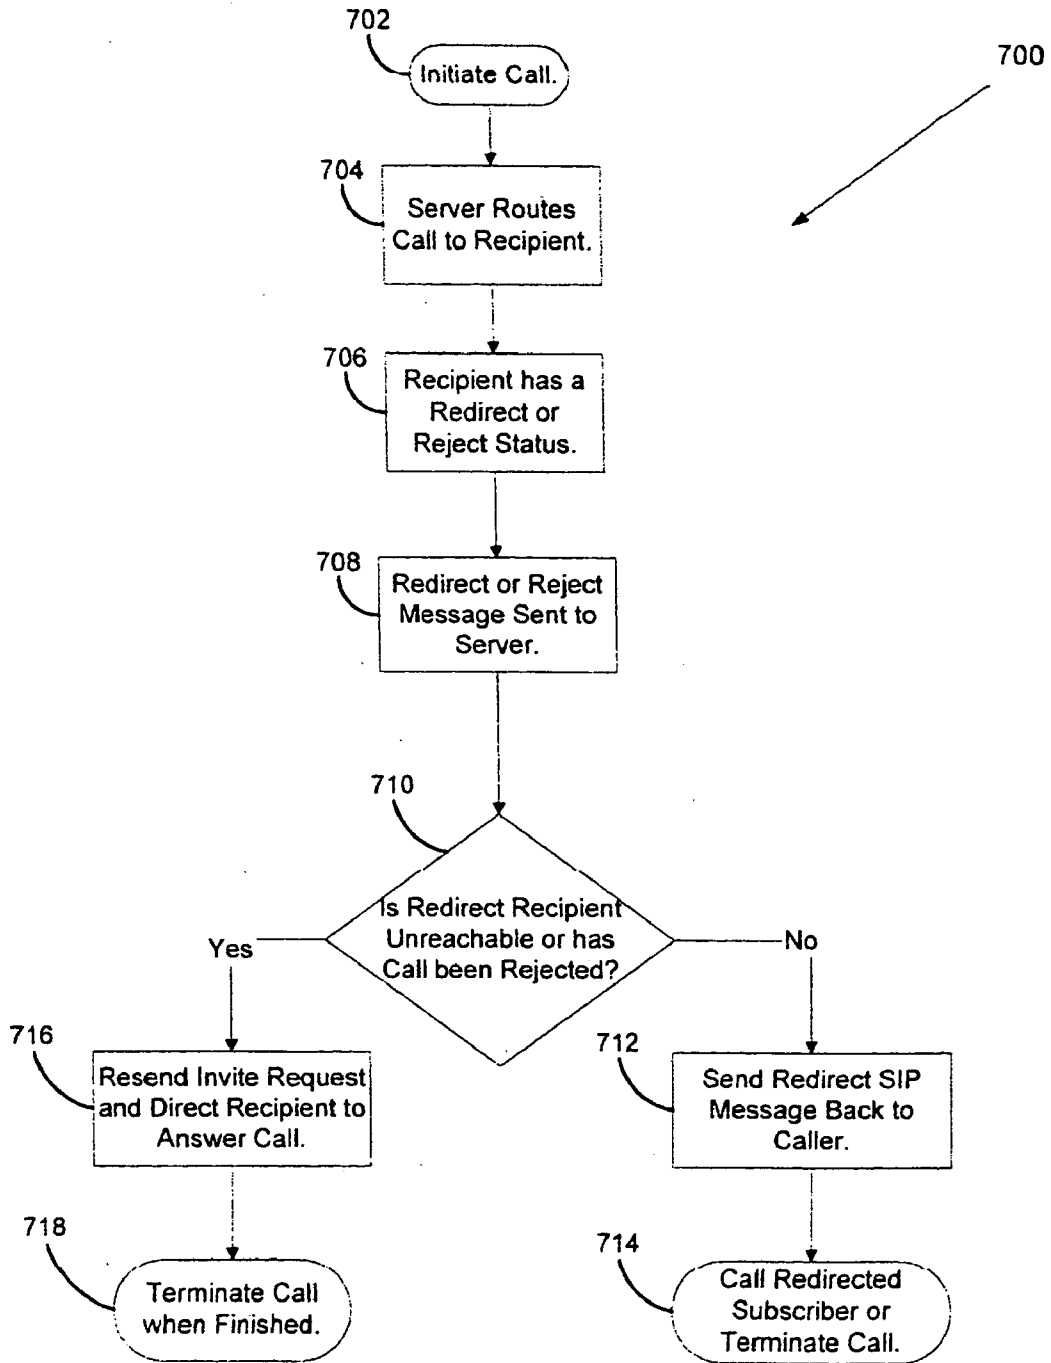 702
Initiate Call.
700
704
Server Routes
Call to Recipient.
706
Recipient has a
Redirect or
Reject Status.
708
Redirect or Reject
Message Sent to
Server.
710
Is Redirect Recipient
Unreachable or has
Call been Rejected?
Yes
No
716
Resend Invite Request
and Direct Recipient to
Answer Call.
712
Send Redirect SIP
Message Back to
Caller.
718
Terminate Call
when Finished.
714
Call Redirected
Subscriber or
Terminate Call.